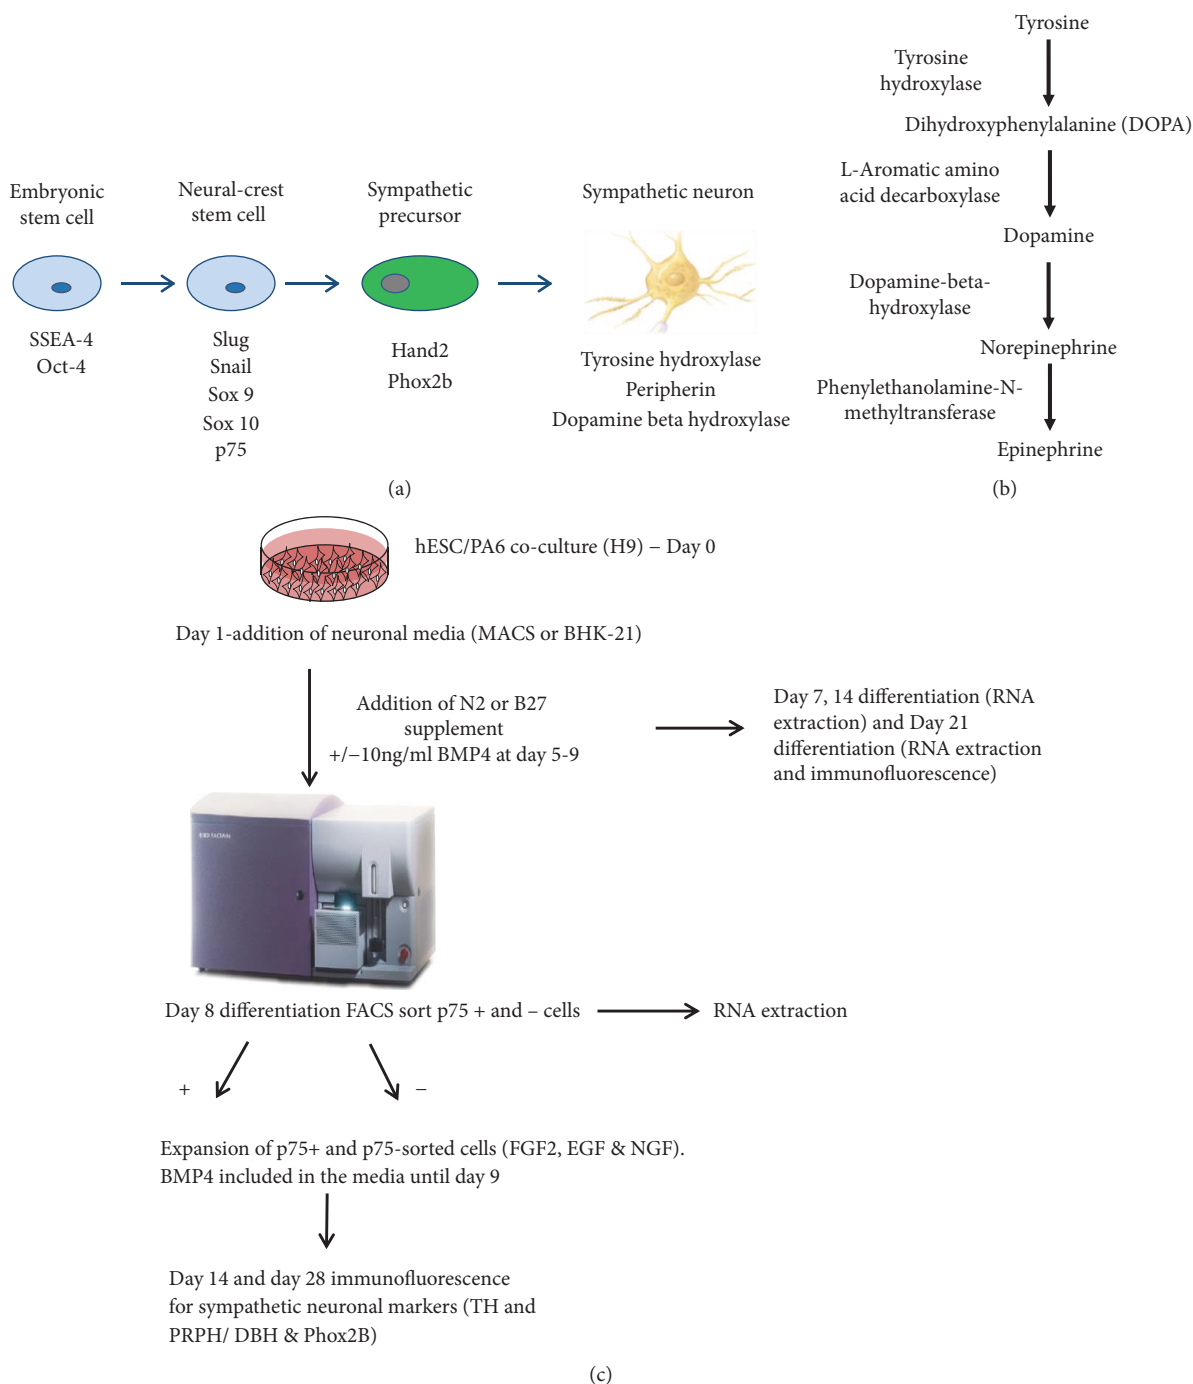 Embryonic
stem cell
Neural-crest
stem cell
Sympathetic
precursor
Sympathetic neuron
SSEA-4
Oct-4
Slug
Snail
Sox 9
Sox 10
p75
Hand2
Phox2b
Tyrosine hydroxylase
Peripherin
Dopamine beta hydroxylase
(a)
Tyrosine
Tyrosine
hydroxylase
Dihydroxyphenylalanine (DOPA)
L-Aromatic amino
acid decarboxylase
Dopamine
Dopamine-beta-
hydroxylase
Norepinephrine
Phenylethanolamine-N-
methyltransferase
Epinephrine
(b)
hESC/PA6 co-culture (H9) − Day 0
Day 1-addition of neuronal media (MACS or BHK-21)
Addition of N2 or B27
supplement
+/−10ng/ml BMP4 at day 5-9
Day 7, 14 differentiation (RNA
extraction) and Day 21
differentiation (RNA extraction
and immunofluorescence)
Day 8 differentiation FACS sort p75 + and − cells
RNA extraction
+
−
Expansion of p75+ and p75-sorted cells (FGF2, EGF & NGF).
BMP4 included in the media until day 9
Day 14 and day 28 immunofluorescence
for sympathetic neuronal markers (TH and
PRPH/ DBH & Phox2B)
(c)